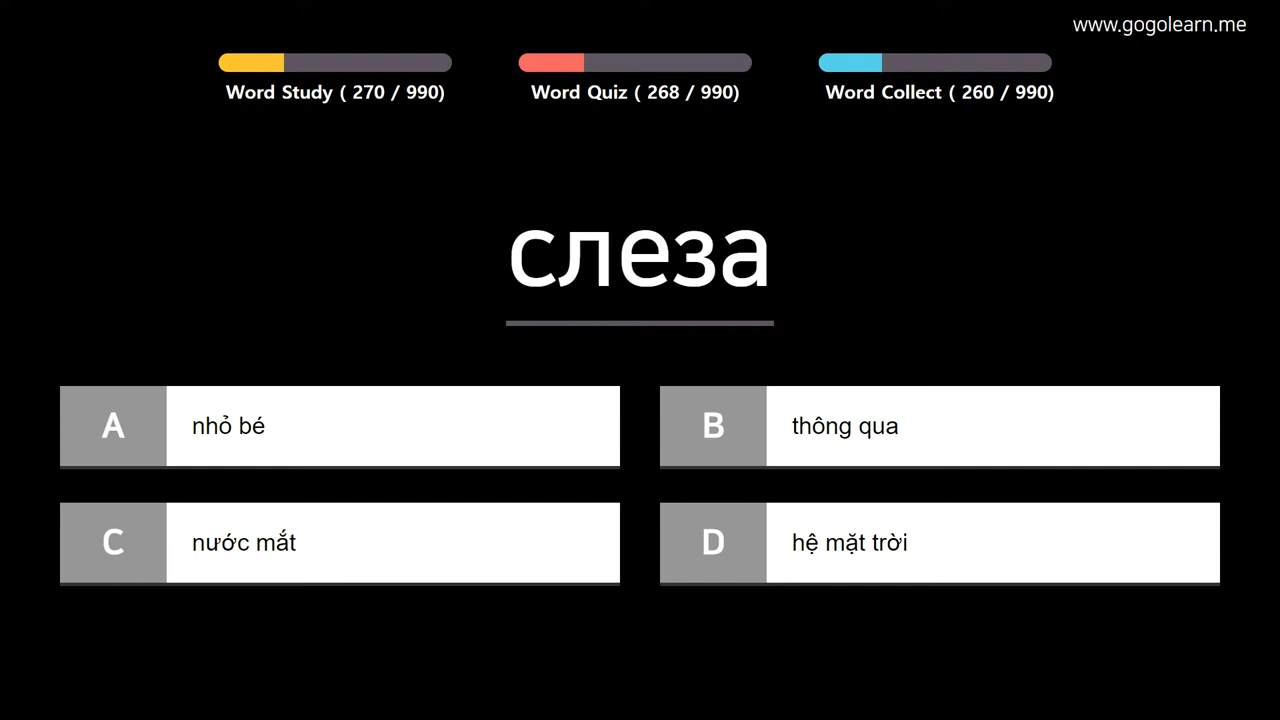 www.gogolearn.me
Word Study ( 270 / 990)
Word Quiz ( 268 / 990)
Word Collect ( 260 / 990)
слеза
A nhỏ bé
B thông qua
C nước mắt
D hệ mặt trời